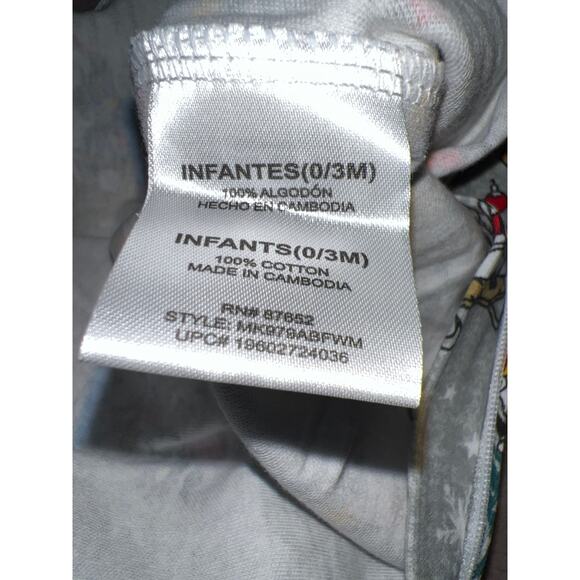 INFANTES(0/3M)
100% ALGODÓN
HECHO EN CAMBODIA
INFANTS(0/3M)
100% COTTON
MADE IN CAMBODIA
RN# 87652
STYLE: MK979ABFWM
UPC# 19602724036